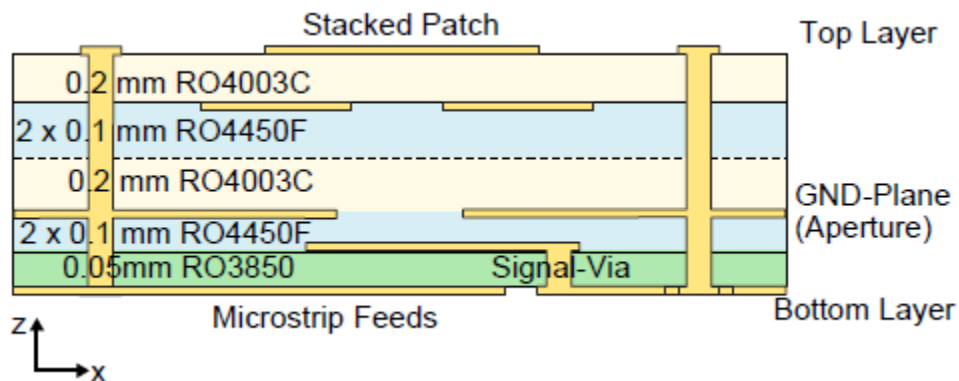 Stacked Patch
Top Layer
0.2 mm RO4003C
2 x 0.1 mm RO4450F
0.2 mm RO4003C
GND-Plane
(Aperture)
2 x 0.1 mm RO4450F
0.05mm RO3850
Signal-Via
Microstrip Feeds
Bottom Layer
z
x